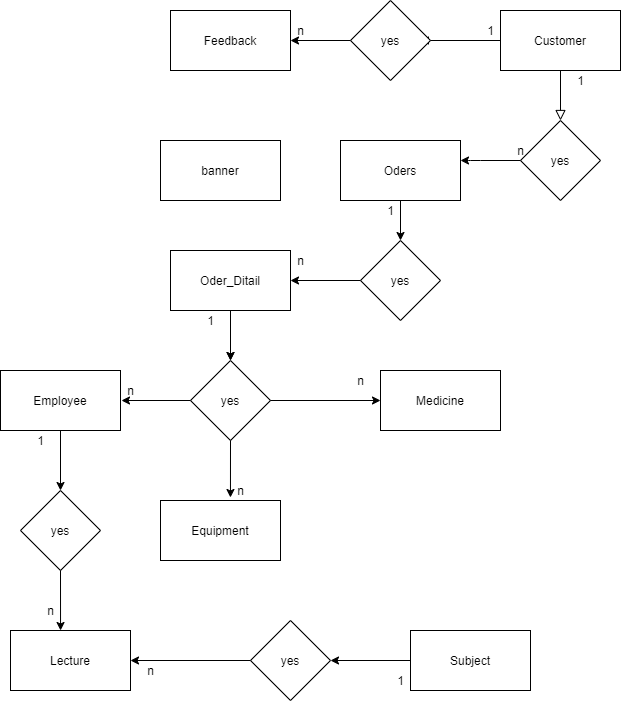 Feedback
n
yes
1
Customer
1
banner
Oders
n
yes
1
Oder_Ditail
n
yes
1
Employee
n
yes
n
Medicine
1
n
yes
Equipment
n
Lecture
n
yes
1
Subject